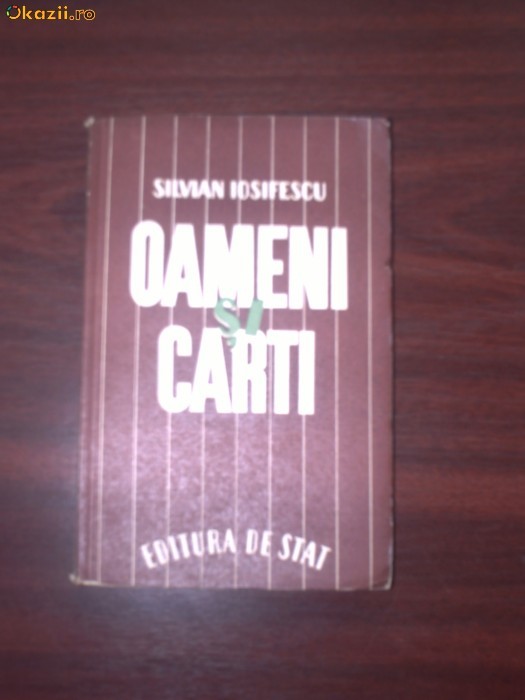 Okazii.ro
SILVIAN IOSIFESCU
OAMENI
ȘI
CARTI
EDITURA DE STAT